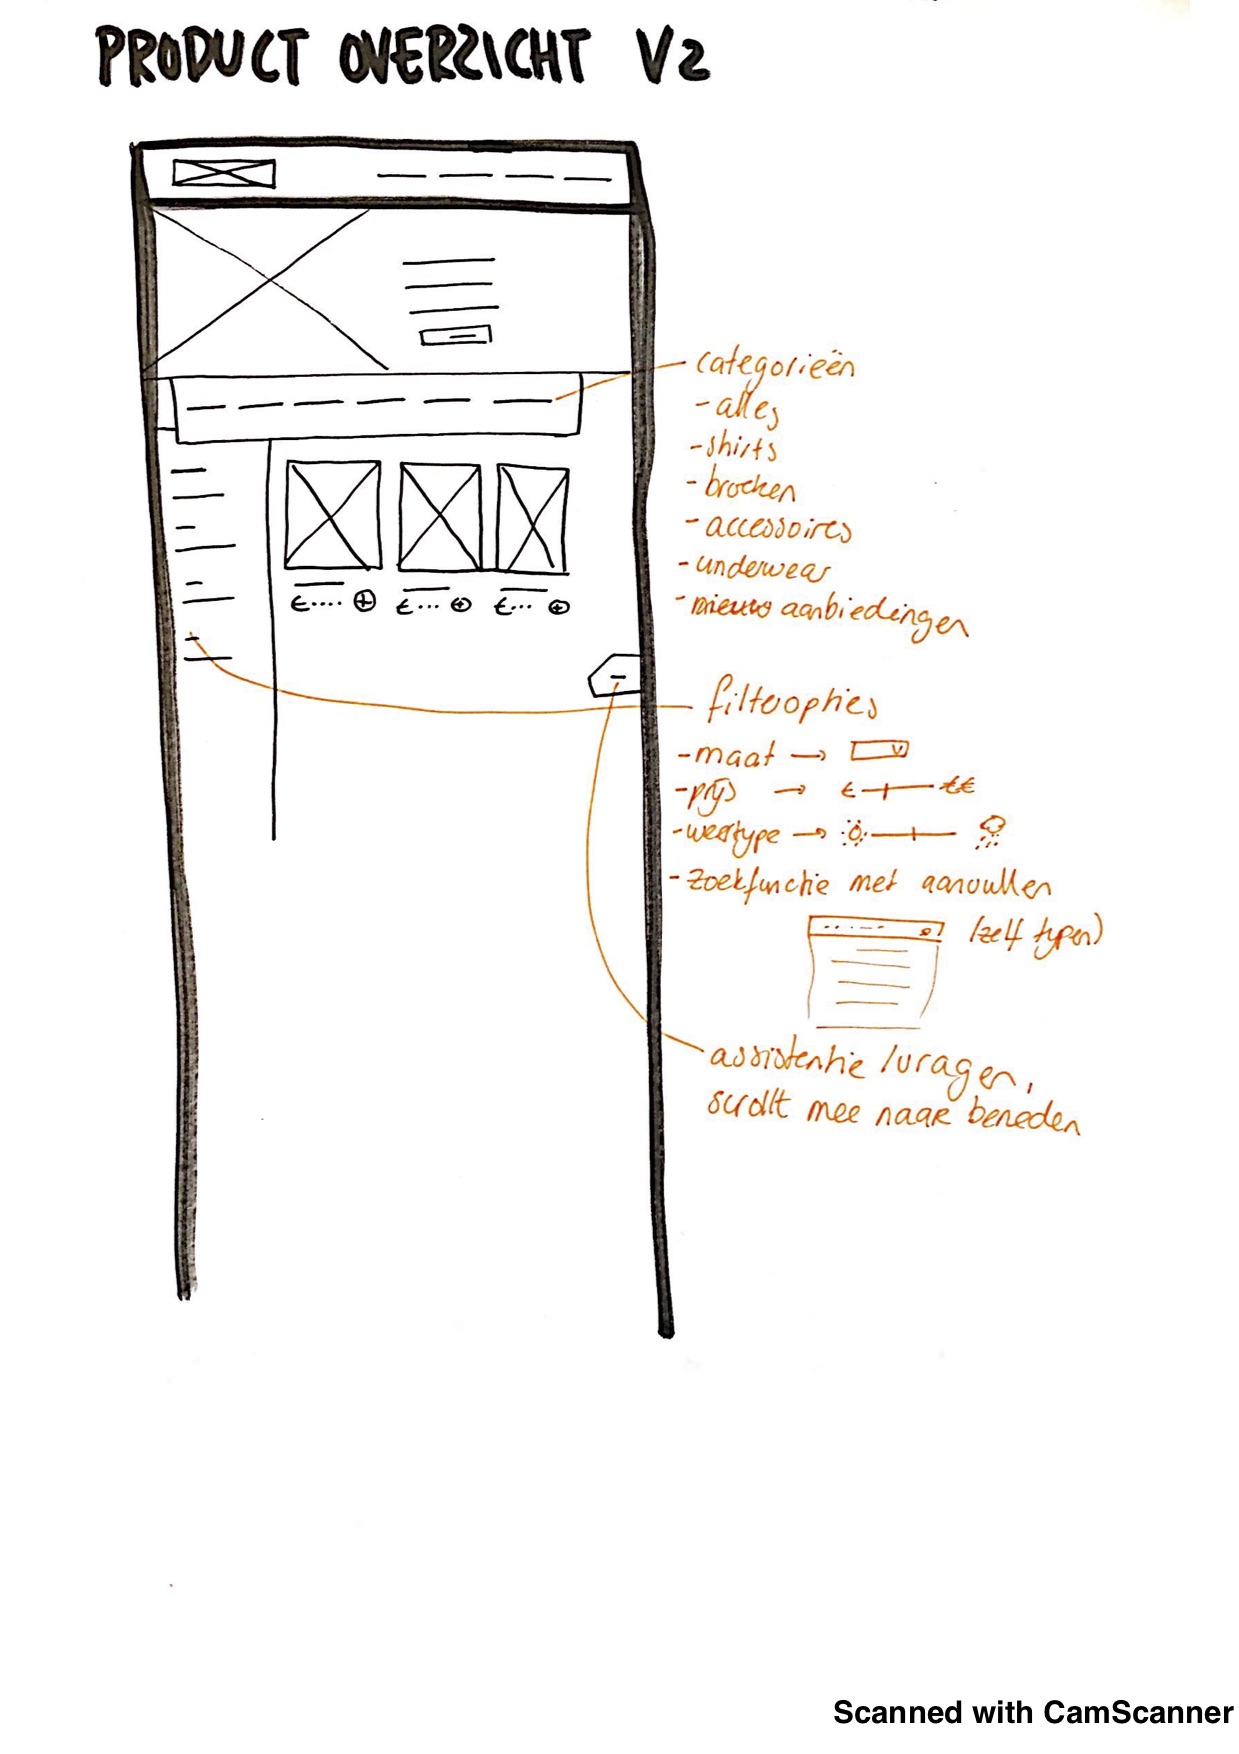 PRODUCT OVERZICHT V2
categorieën
- alles
- shirts
- broeken
- accessoires
- underwear
- nieuw aanbiedingen
filteropties
- maat →
- prijs → € €€
- weertype →
- zoekfunctie met aanvullen
(zelf typen)
assistentie / vragen,
scrollt mee naar beneden
€.... +
€... +
€... +
Scanned with CamScanner